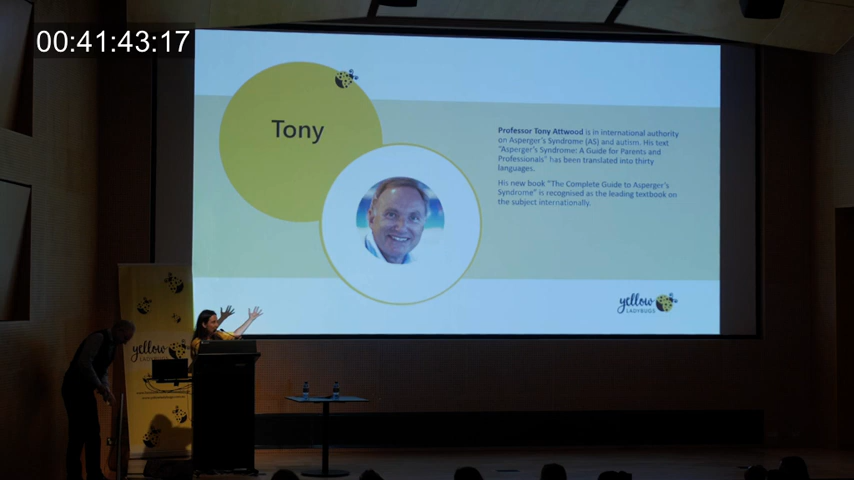 00:41:43:17
Tony
Professor Tony Attwood is in international authority
on Asperger's Syndrome (AS) and autism. His text
"Asperger's Syndrome: A Guide for Parents and
Professionals" has been translated into thirty
languages.
His new book "The Complete Guide to Asperger's
Syndrome" is recognised as the leading textbook on
the subject internationally.
yellow
LADYBUGS
yellow